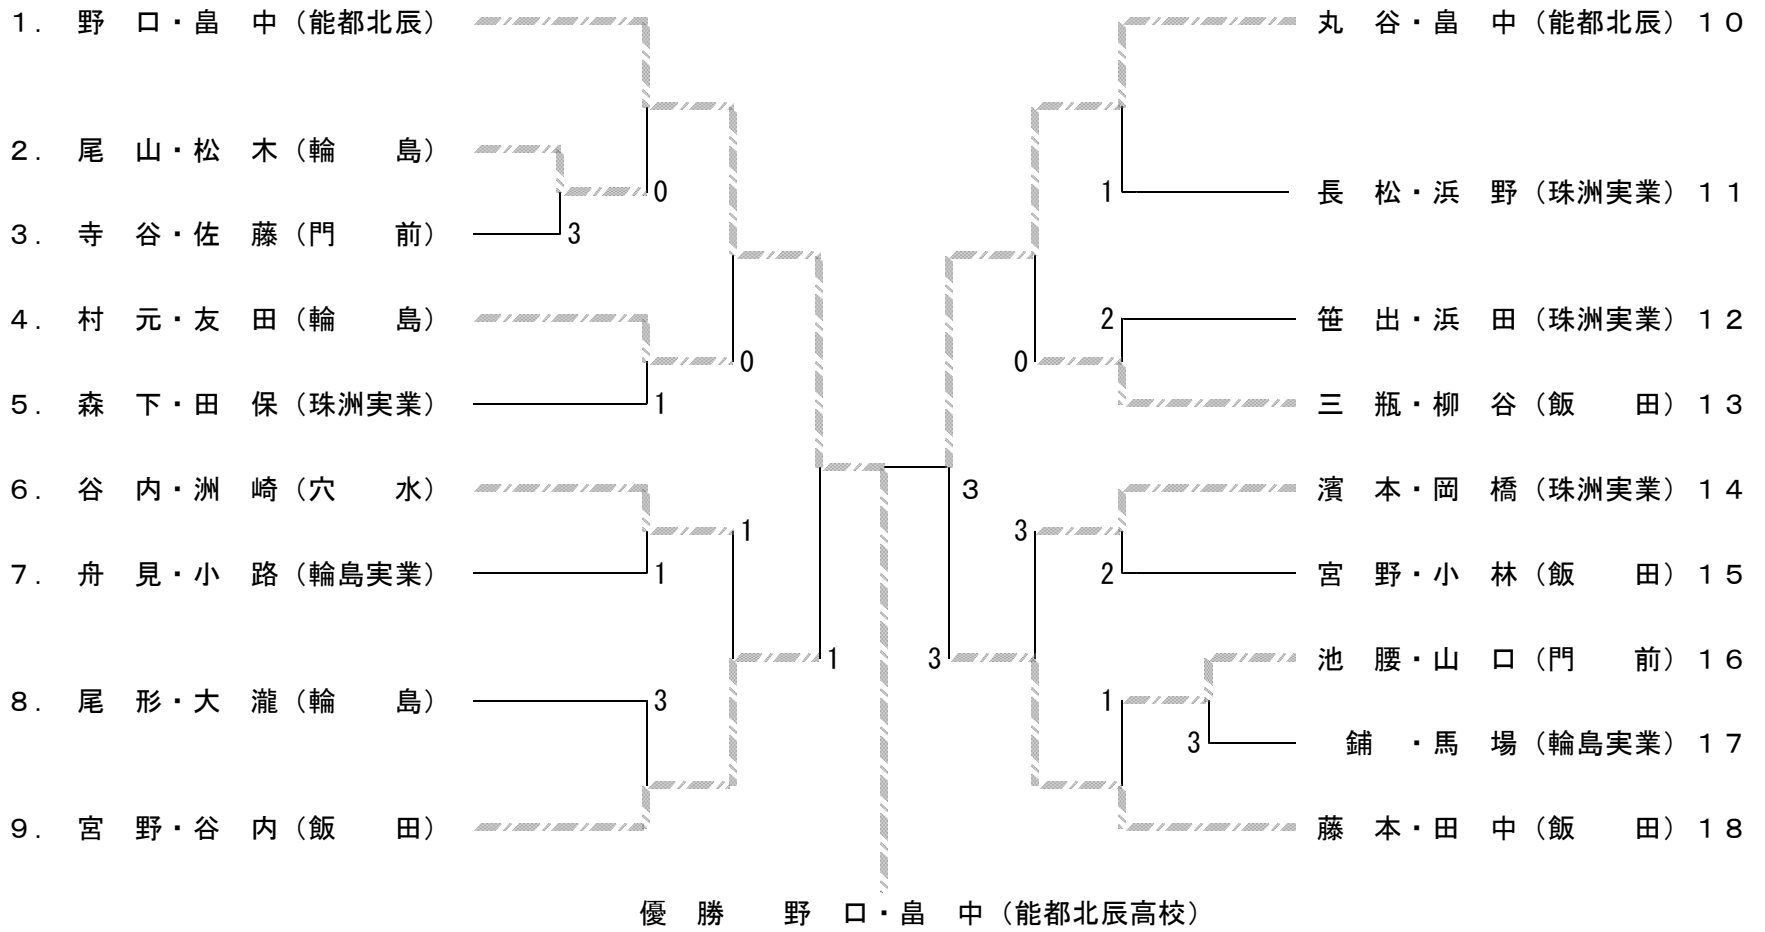 1. 野 口・畠 中(能都北辰)
丸 谷・畠 中(能都北辰)10
2. 尾 山・松 木(輪 島)
0
1
長 松・浜 野(珠洲実業)11
3. 寺 谷・佐 藤(門 前)
3
4. 村 元・友 田(輪 島)
2
笹 出・浜 田(珠洲実業)12
0
0
5. 森 下・田 保(珠洲実業)
1
三 瓶・柳 谷(飯 田)13
6. 谷 内・洲 崎(穴 水)
3
濱 本・岡 橋(珠洲実業)14
1
3
7. 舟 見・小 路(輪島実業)
1
2
宮 野・小 林(飯 田)15
1
3
池 腰・山 口(門 前)16
8. 尾 形・大 瀧(輪 島)
3
1
3
鋪 ・馬 場(輪島実業)17
9. 宮 野・谷 内(飯 田)
藤 本・田 中(飯 田)18
優 勝 野 口・畠 中(能都北辰高校)